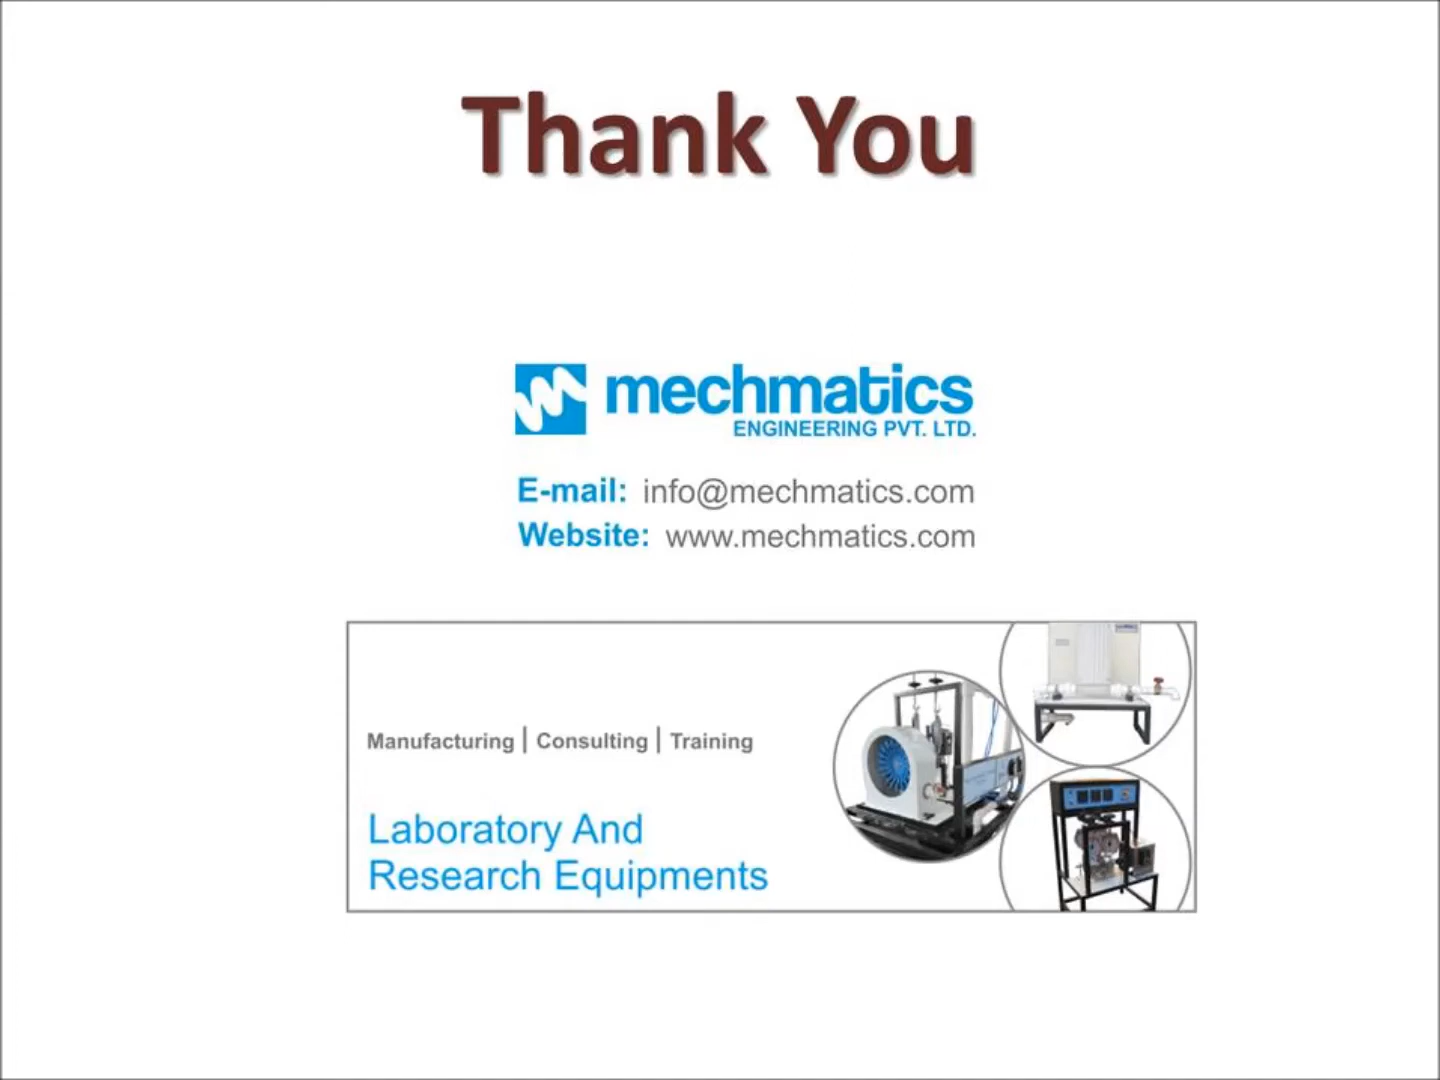 Thank You
mechmatics
ENGINEERING PVT. LTD.
E-mail: info@mechmatics.com
Website: www.mechmatics.com
Manufacturing | Consulting | Training
Laboratory And
Research Equipments